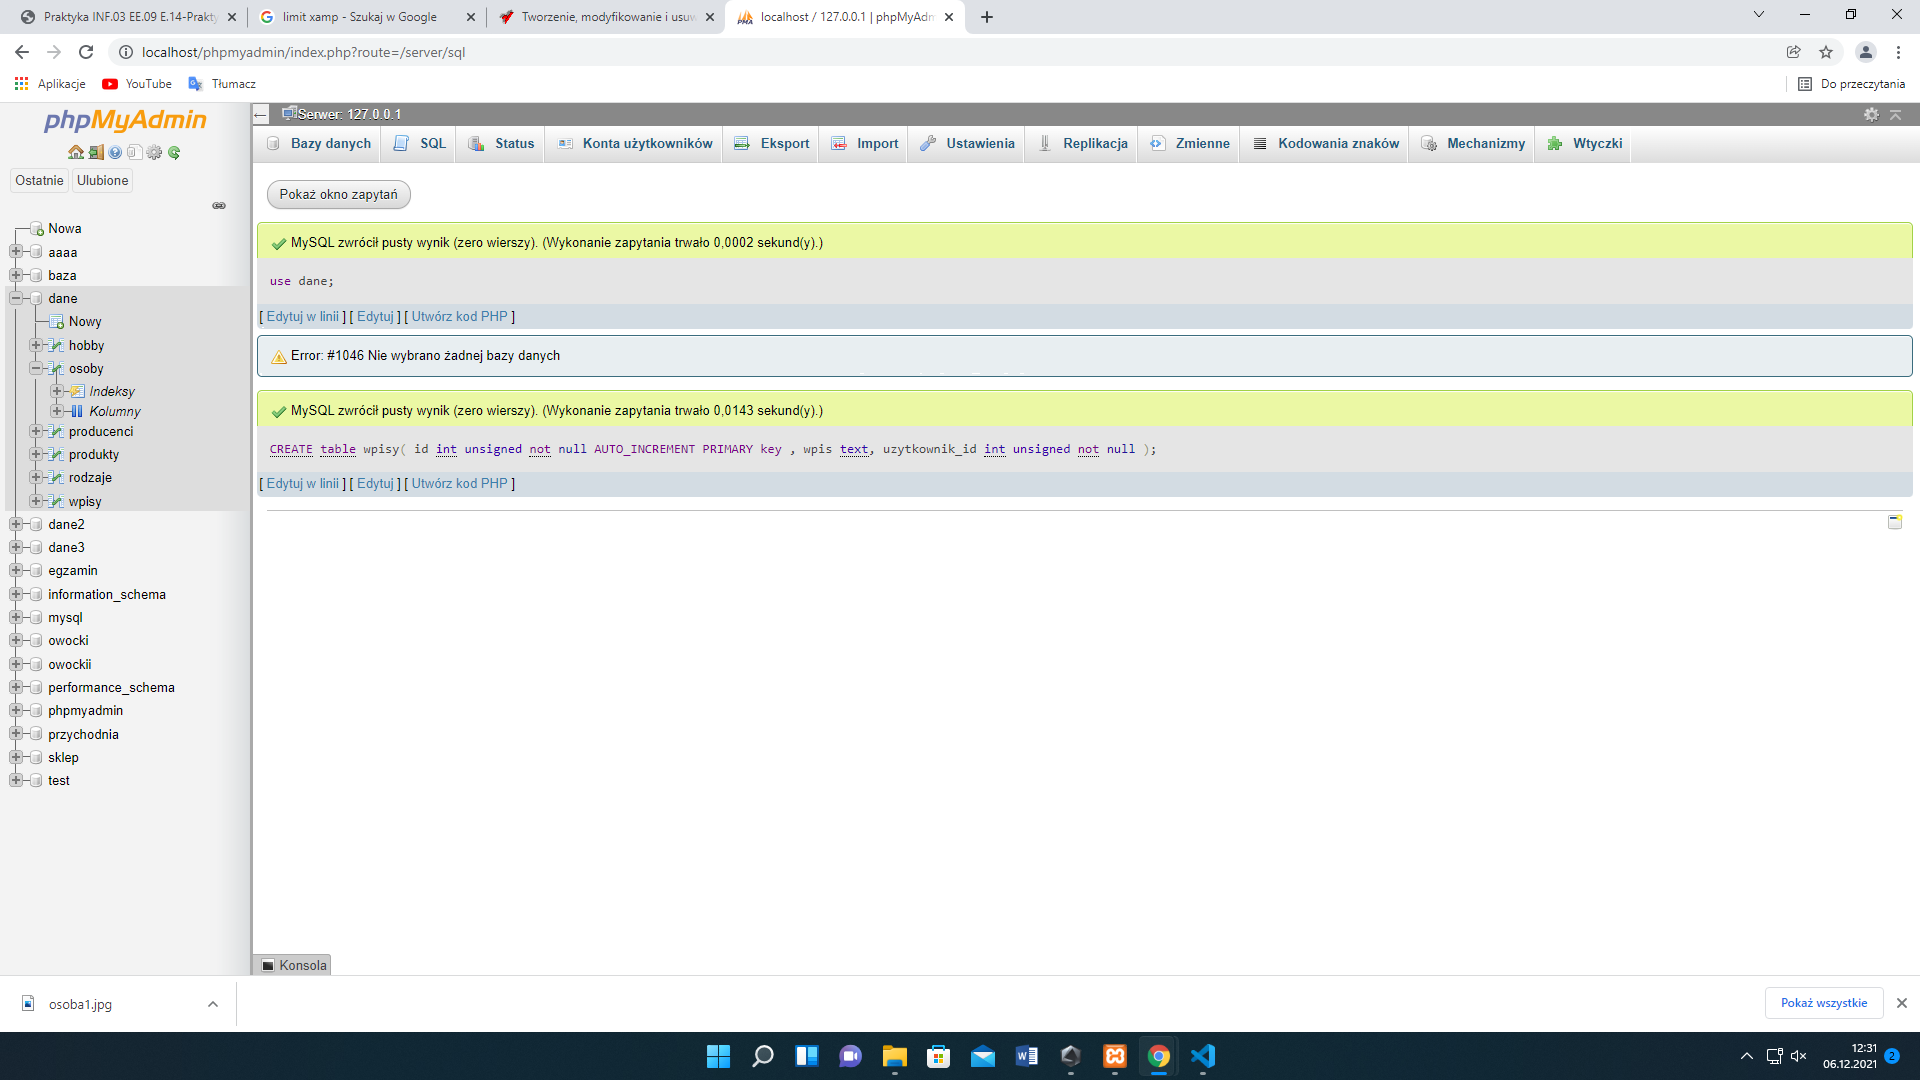 Praktyka INF.03 EE.09 E.14-Prakty
limit xamp - Szukaj w Google
Tworzenie, modyfikowanie i usuw
localhost / 127.0.0.1 | phpMyAdm
localhost/phpmyadmin/index.php?route=/server/sql
Aplikacje
YouTube
Tłumacz
Do przeczytania
phpMyAdmin
Ostatnie
Ulubione
Nowa
aaaa
baza
dane
Nowy
hobby
osoby
Indeksy
Kolumny
producenci
produkty
rodzaje
wpisy
dane2
dane3
egzamin
information_schema
mysql
owocki
owockii
performance_schema
phpmyadmin
przychodnia
sklep
test
Serwer: 127.0.0.1
Bazy danych
SQL
Status
Konta użytkowników
Eksport
Import
Ustawienia
Replikacja
Zmienne
Kodowania znaków
Mechanizmy
Wtyczki
Pokaż okno zapytań
MySQL zwrócił pusty wynik (zero wierszy). (Wykonanie zapytania trwało 0,0002 sekund(y).)
use dane;
[ Edytuj w linii ] [ Edytuj ] [ Utwórz kod PHP ]
Error: #1046 Nie wybrano żadnej bazy danych
MySQL zwrócił pusty wynik (zero wierszy). (Wykonanie zapytania trwało 0,0143 sekund(y).)
CREATE table wpisy( id int unsigned not null AUTO_INCREMENT PRIMARY key , wpis text, uzytkownik_id int unsigned not null );
[ Edytuj w linii ] [ Edytuj ] [ Utwórz kod PHP ]
Konsola
osoba1.jpg
Pokaż wszystkie
12:31
06.12.2021
2